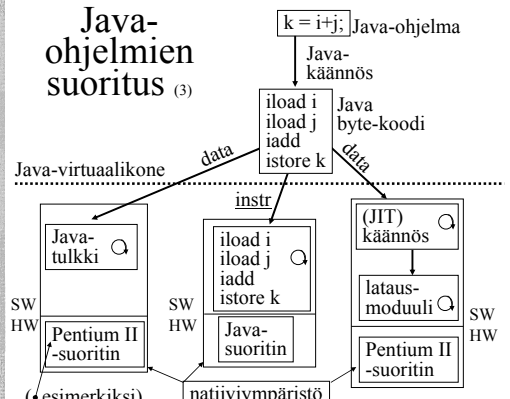 Java-
ohjelmien
suoritus (3)
k = i+j;
Java-ohjelma
Java-
käännös
iload i
iload j
iadd
istore k
Java
byte-koodi
data
data
Java-virtuaalikone
instr
Java-
tulkki
iload i
iload j
iadd
istore k
(JIT)
käännös
lataus-
moduuli
SW
HW
SW
HW
SW
HW
Pentium II
-suoritin
Java-
suoritin
Pentium II
-suoritin
(esimerkiksi)
natiiviympäristö